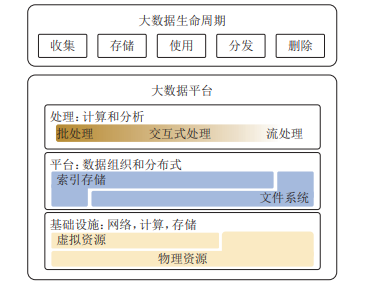 大数据生命周期
收集 存储 使用 分发 删除
大数据平台
处理:计算和分析
批处理 交互式处理 流处理
平台:数据组织和分布式
索引存储
文件系统
基础设施:网络,计算,存储
虚拟资源
物理资源